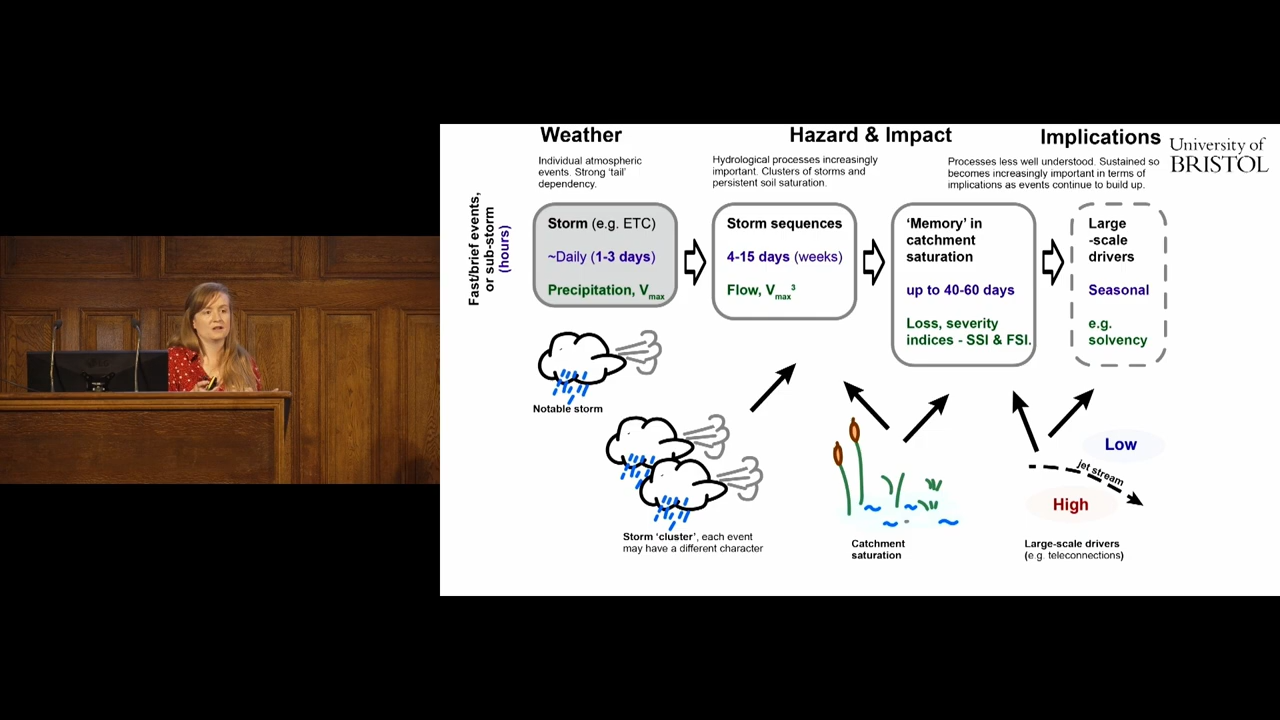 Weather
Hazard & Impact
Implications
University of
BRISTOL
Individual atmospheric
events. Strong ‘tail’
dependency.
Hydrological processes increasingly
important. Clusters of storms and
persistent soil saturation.
Processes less well understood. Sustained so
becomes increasingly important in terms of
implications as events continue to build up.
Fast/brief events,
or sub-storm
(hours)
Storm (e.g. ETC)
~Daily (1-3 days)
Precipitation, Vmax
Storm sequences
4-15 days (weeks)
Flow, Vmax³
‘Memory’ in
catchment
saturation
up to 40-60 days
Loss, severity
indices - SSI & FSI.
Large
-scale
drivers
Seasonal
e.g.
solvency
Notable storm
Storm ‘cluster’, each event
may have a different character
Catchment
saturation
Low
jet stream
High
Large-scale drivers
(e.g. teleconnections)